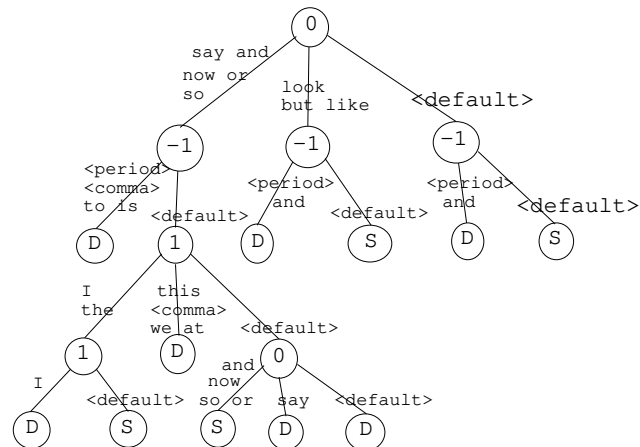 0
say and
now or
so
look
but like
<default>
-1
-1
-1
<period>
<comma>
to is
<default>
<period>
and
<default>
<period>
and
<default>
D
1
D
S
D
S
I
the
this
<comma>
we at
<default>
1
D
0
I
<default>
and
now
so or
say
<default>
D
S
S
D
D